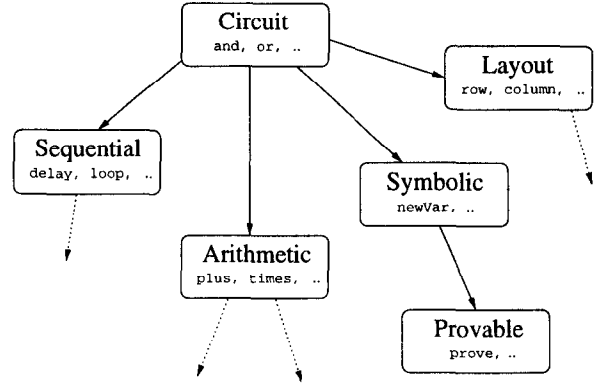 Circuit
and, or, ..
Layout
row, column, ..
Sequential
delay, loop, ..
Symbolic
newVar, ..
Arithmetic
plus, times, ..
Provable
prove, ..